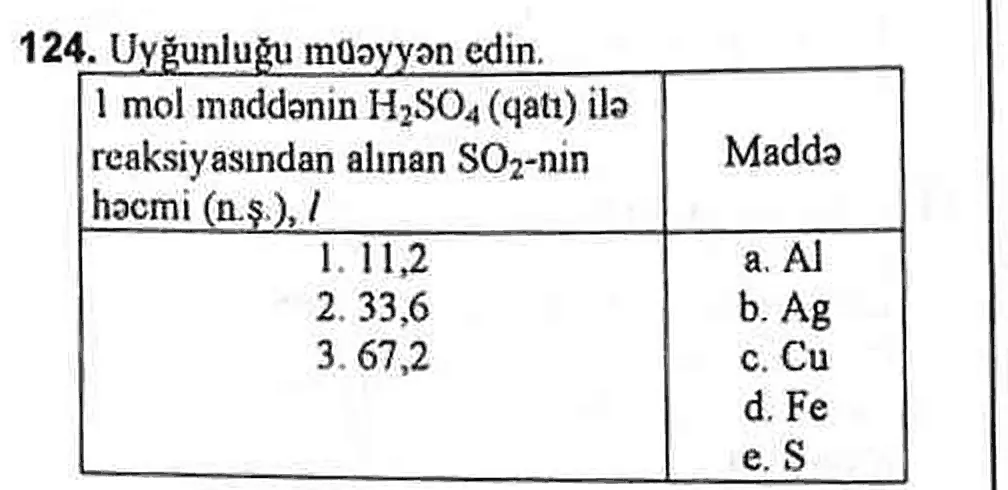 124. Uyğunluğu müəyyən edin.
1 mol maddənin H₂SO₄ (qatı) ilə
reaksiyasından alınan SO₂-nin
həcmi (n.ş.), l
Maddə
1. 11,2
2. 33,6
3. 67,2
a. Al
b. Ag
c. Cu
d. Fe
e. S